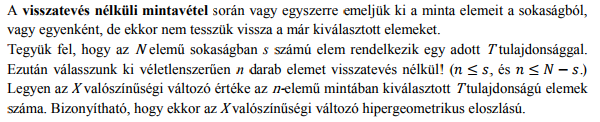 A visszatevés nélküli mintavétel során vagy egyszerre emeljük ki a minta elemeit a sokaságból,
vagy egyenként, de ekkor nem tesszük vissza a már kiválasztott elemeket.
Tegyük fel, hogy az N elemű sokaságban s számú elem rendelkezik egy adott T tulajdonsággal.
Ezután válasszunk ki véletlenszerűen n darab elemet visszatevés nélkül! (n ≤ s, és n ≤ N − s.)
Legyen az X valószínűségi változó értéke az n-elemű mintában kiválasztott T tulajdonságú elemek
száma. Bizonyítható, hogy ekkor az X valószínűségi változó hipergeometrikus eloszlású.